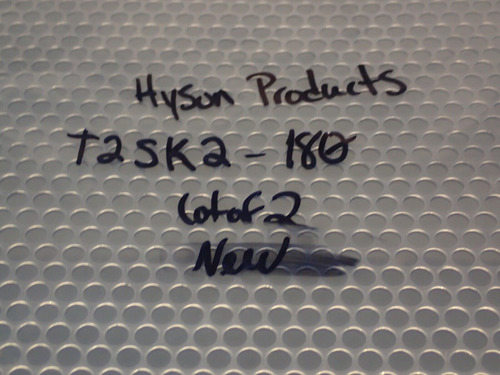 Hyson Products
T2SK2-180
Lot of 2
New